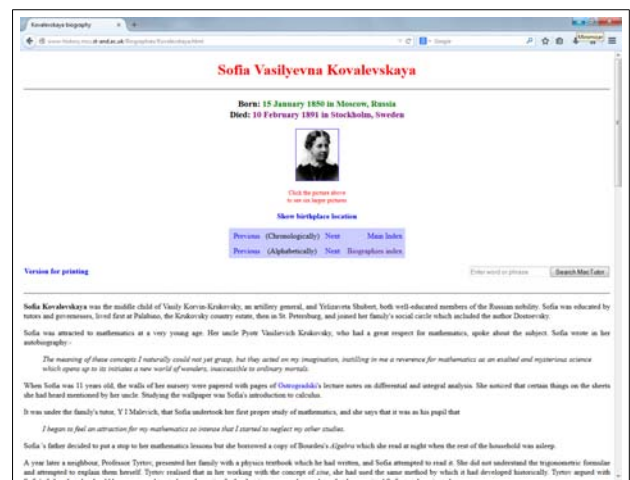 Kovalevskaya biography
www-history.mcs.st-and.ac.uk/Biographies/Kovalevskaya.html
Google
Minimizar
Sofia Vasilyevna Kovalevskaya
Born: 15 January 1850 in Moscow, Russia
Died: 10 February 1891 in Stockholm, Sweden
Click the picture above
to see six larger pictures
Show birthplace location
Previous (Chronologically) Next Main Index
Previous (Alphabetically) Next Biographies index
Version for printing
Enter word or phrase Search MacTutor
Sofia Kovalevskaya was the middle child of Vasily Korvin-Krukovsky, an artillery general, and Yelizaveta Shubert, both well-educated members of the Russian nobility. Sofia was educated by
tutors and governesses, lived first at Palabino, the Krukovsky country estate, then in St. Petersburg, and joined her family's social circle which included the author Dostoevsky.
Sofia was attracted to mathematics at a very young age. Her uncle Pyotr Vasilievich Krukovsky, who had a great respect for mathematics, spoke about the subject. Sofia wrote in her
autobiography:-
The meaning of these concepts I naturally could not yet grasp, but they acted on my imagination, instilling in me a reverence for mathematics as an exalted and mysterious science
which opens up to its initiates a new world of wonders, inaccessible to ordinary mortals.
When Sofia was 11 years old, the walls of her nursery were papered with pages of Ostrogradski's lecture notes on differential and integral analysis. She noticed that certain things on the sheets
she had heard mentioned by her uncle. Studying the wallpaper was Sofia's introduction to calculus.
It was under the family's tutor, Y I Malevich, that Sofia undertook her first proper study of mathematics, and she says that it was as his pupil that
I began to feel an attraction for my mathematics so intense that I started to neglect my other studies.
Sofia 's father decided to put a stop to her mathematics lessons but she borrowed a copy of Bourdeu's Algebra which she read at night when the rest of the household was asleep.
A year later a neighbour, Professor Tyrtov, presented her family with a physics textbook which he had written, and Sofia attempted to read it. She did not understand the trigonometric formulae
and attempted to explain them herself. Tyrtov realised that in her working with the concept of sine, she had used the same method by which it had developed historically. Tyrtov argued with